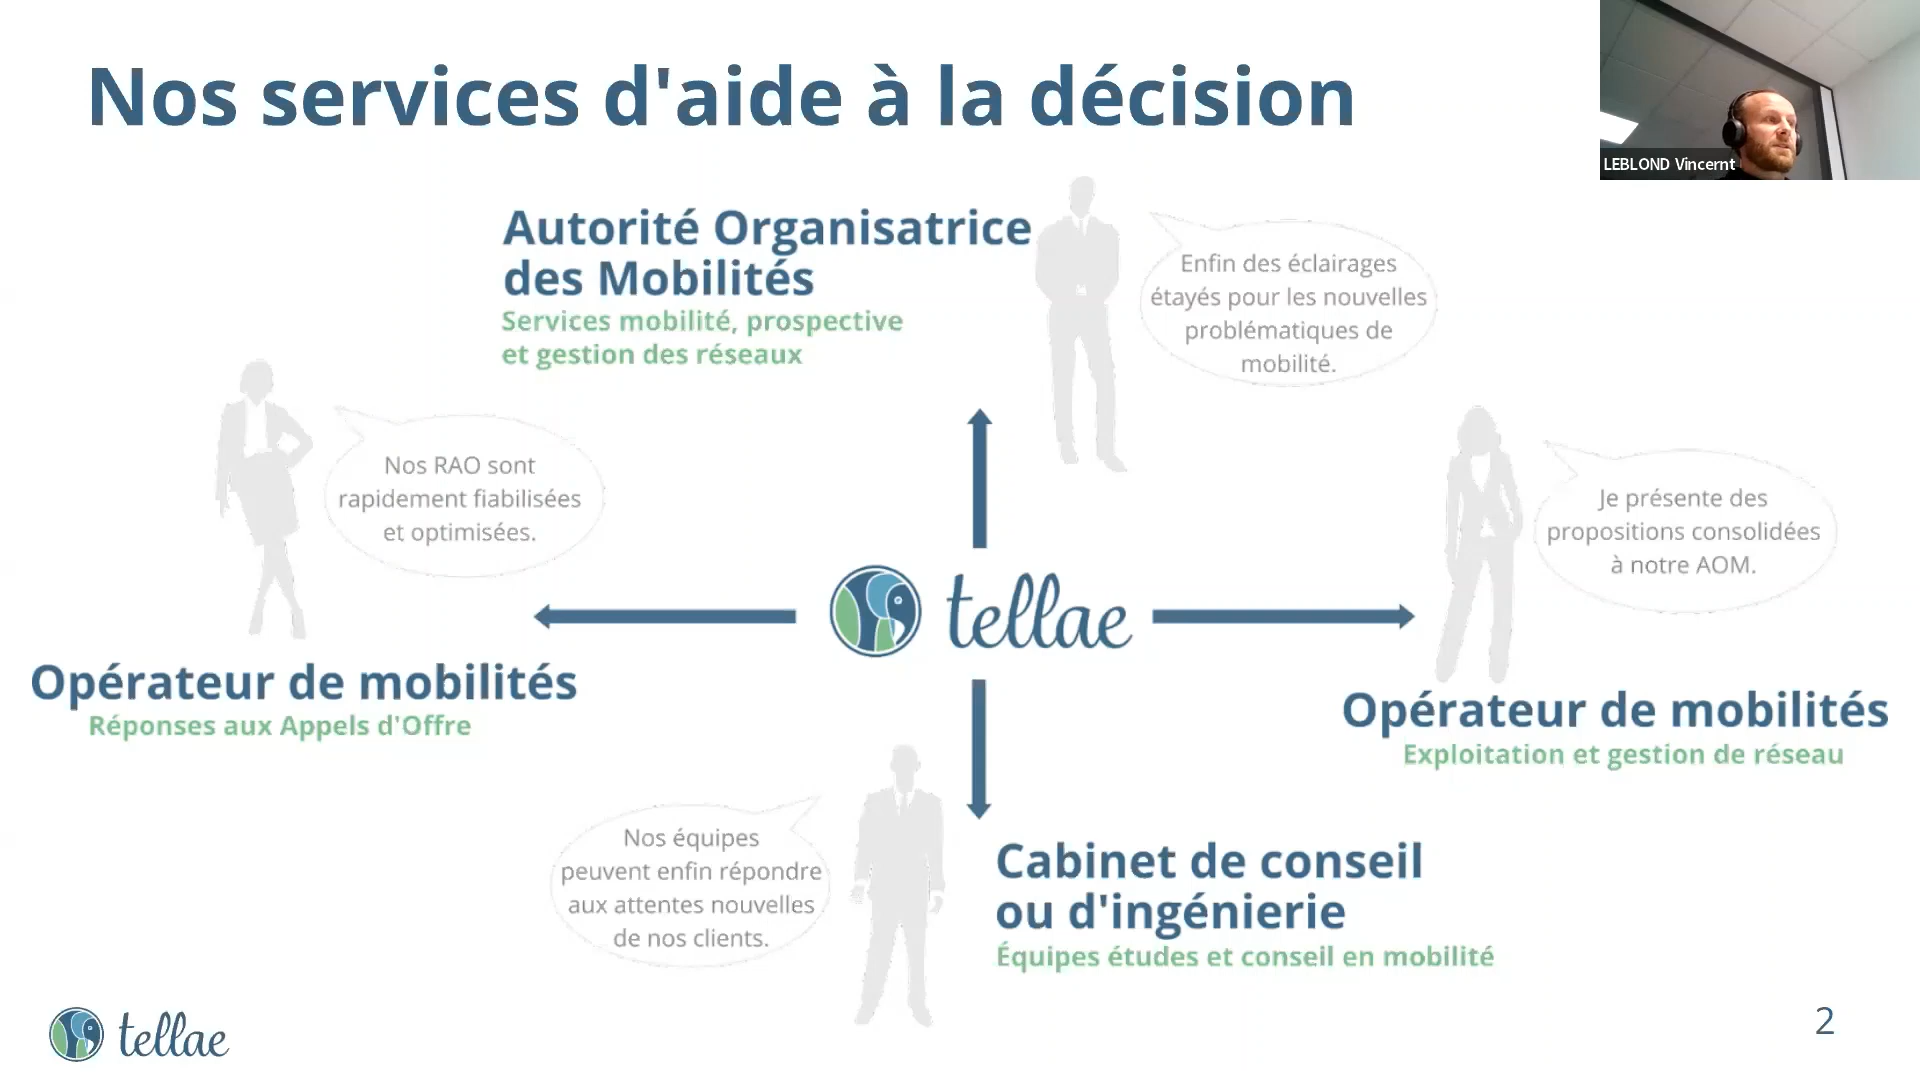 Nos services d'aide à la décision
LEBLOND Vincernt
Autorité Organisatrice
des Mobilités
Services mobilité, prospective
et gestion des réseaux
Enfin des éclairages
étayés pour les nouvelles
problématiques de
mobilité.
Nos RAO sont
rapidement fiabilisées
et optimisées.
Je présente des
propositions consolidées
à notre AOM.
tellae
Opérateur de mobilités
Réponses aux Appels d'Offre
Opérateur de mobilités
Exploitation et gestion de réseau
Nos équipes
peuvent enfin répondre
aux attentes nouvelles
de nos clients.
Cabinet de conseil
ou d'ingénierie
Équipes études et conseil en mobilité
tellae
2